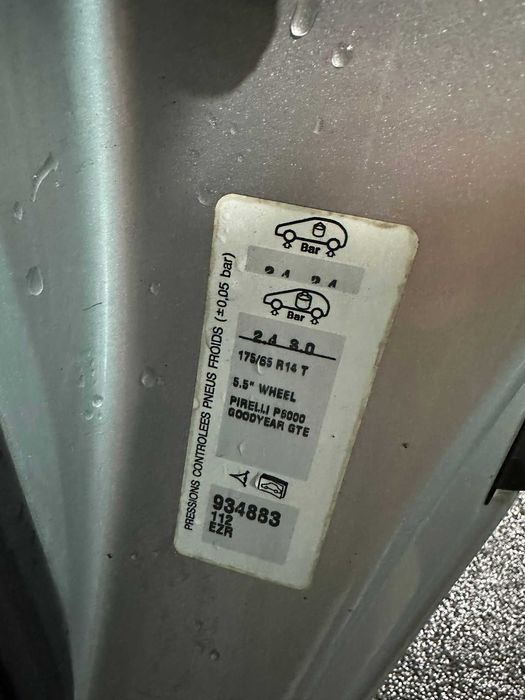 PRESSIONS CONTROLEES PNEUS FROIDS (±0,05 bar)
Bar
2.4 2.4
Bar
2.4 3.0
175/65 R14 T
5.5" WHEEL
PIRELLI P6000
GOODYEAR GTE
934883
112
EZR